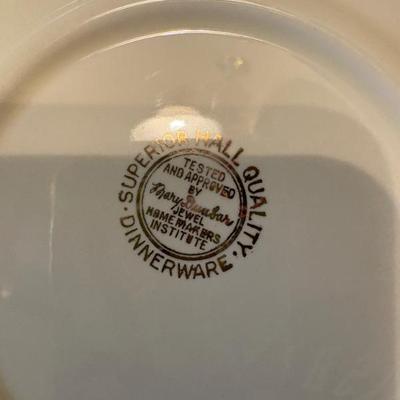 SUPERIOR HALL QUALITY
· DINNERWARE ·
TESTED
AND APPROVED
BY
Mary Dunbar
JEWEL
HOMEMAKERS
INSTITUTE